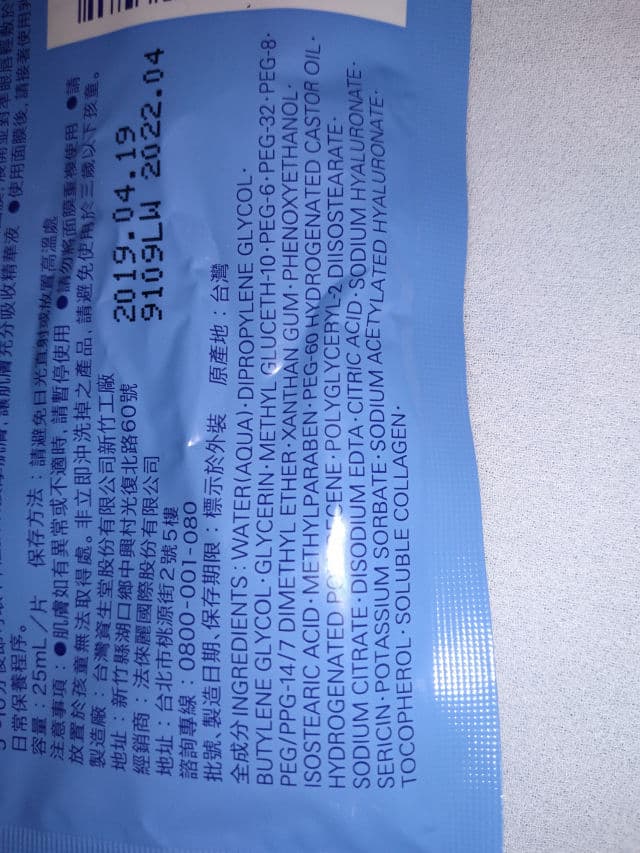 日常保養程序。
容量：25mL／片 保存方法：請避免日光直射或放置高溫處
注意事項：●肌膚如有異常或不適時，請暫停使用 ●請勿將面膜重複使用 ●請
放置於孩童無法取得處。非立即沖洗掉之產品，請避免使用於三歲以下孩童。
製造廠 台灣資生堂股份有限公司新竹工廠
地址：新竹縣湖口鄉中興村光復北路60號
經銷商：法倈麗國際股份有限公司
地址：台北市桃源街2號5樓
諮詢專線：0800-001-080
批號、製造日期、保存期限：標示於外裝 原產地：台灣
2019.04.19
9109LW 2022.04
全成分INGREDIENTS：WATER(AQUA)·DIPROPYLENE GLYCOL·
BUTYLENE GLYCOL·GLYCERIN·METHYL GLUCETH-10·PEG-6·PEG-32·PEG-8·
PEG/PPG-14/7 DIMETHYL ETHER·XANTHAN GUM·PHENOXYETHANOL·
ISOSTEARIC ACID·METHYLPARABEN·PEG-60 HYDROGENATED CASTOR OIL·
HYDROGENATED POLYDECENE·POLYGLYCERYL-2 DIISOSTEARATE·
SODIUM CITRATE·DISODIUM EDTA·CITRIC ACID·SODIUM HYALURONATE·
SERICIN·POTASSIUM SORBATE·SODIUM ACETYLATED HYALURONATE·
TOCOPHEROL·SOLUBLE COLLAGEN·